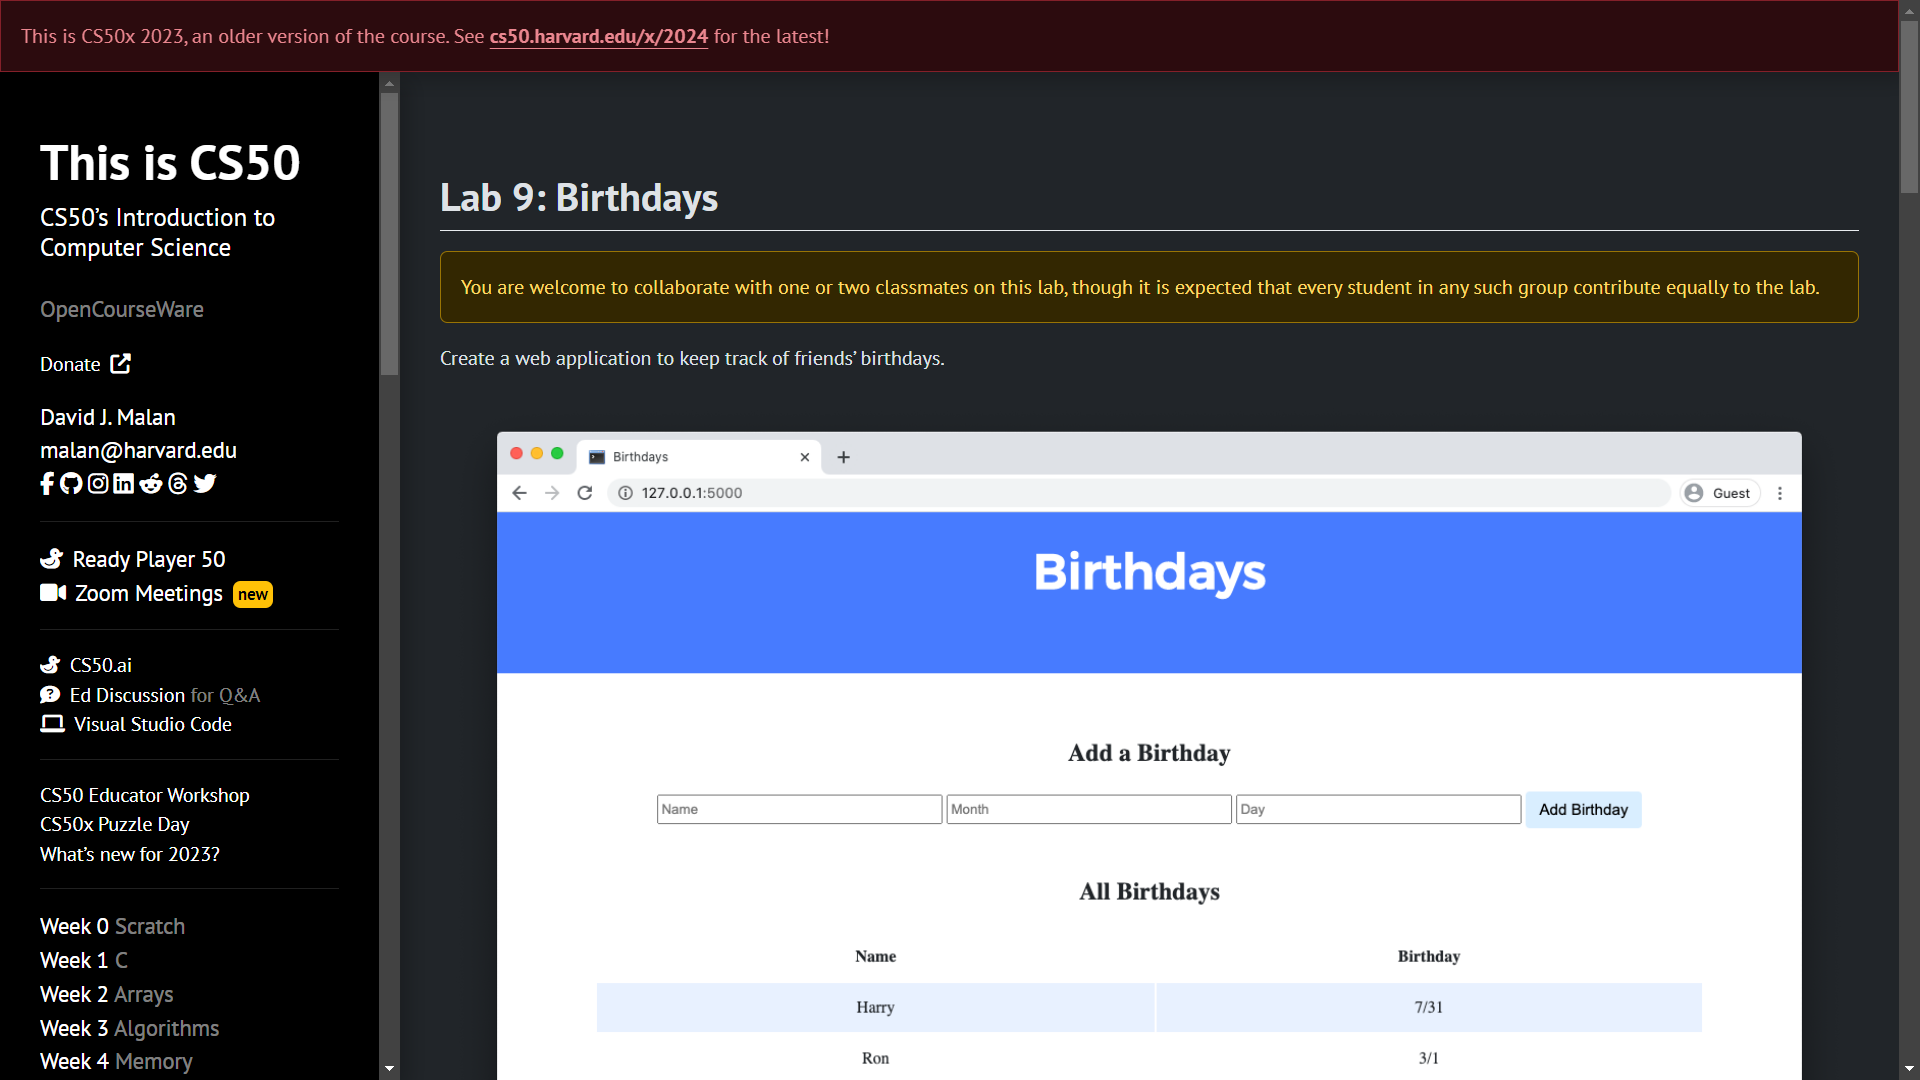 This is CS50x 2023, an older version of the course. See cs50.harvard.edu/x/2024 for the latest!
This is CS50
CS50’s Introduction to
Computer Science
OpenCourseWare
Donate
David J. Malan
malan@harvard.edu
Ready Player 50
Zoom Meetings new
CS50.ai
Ed Discussion for Q&A
Visual Studio Code
CS50 Educator Workshop
CS50x Puzzle Day
What’s new for 2023?
Week 0 Scratch
Week 1 C
Week 2 Arrays
Week 3 Algorithms
Week 4 Memory
Lab 9: Birthdays
You are welcome to collaborate with one or two classmates on this lab, though it is expected that every student in any such group contribute equally to the lab.
Create a web application to keep track of friends’ birthdays.
Birthdays
127.0.0.1:5000
Guest
Birthdays
Add a Birthday
Name Month Day Add Birthday
All Birthdays
Name Birthday
Harry 7/31
Ron 3/1